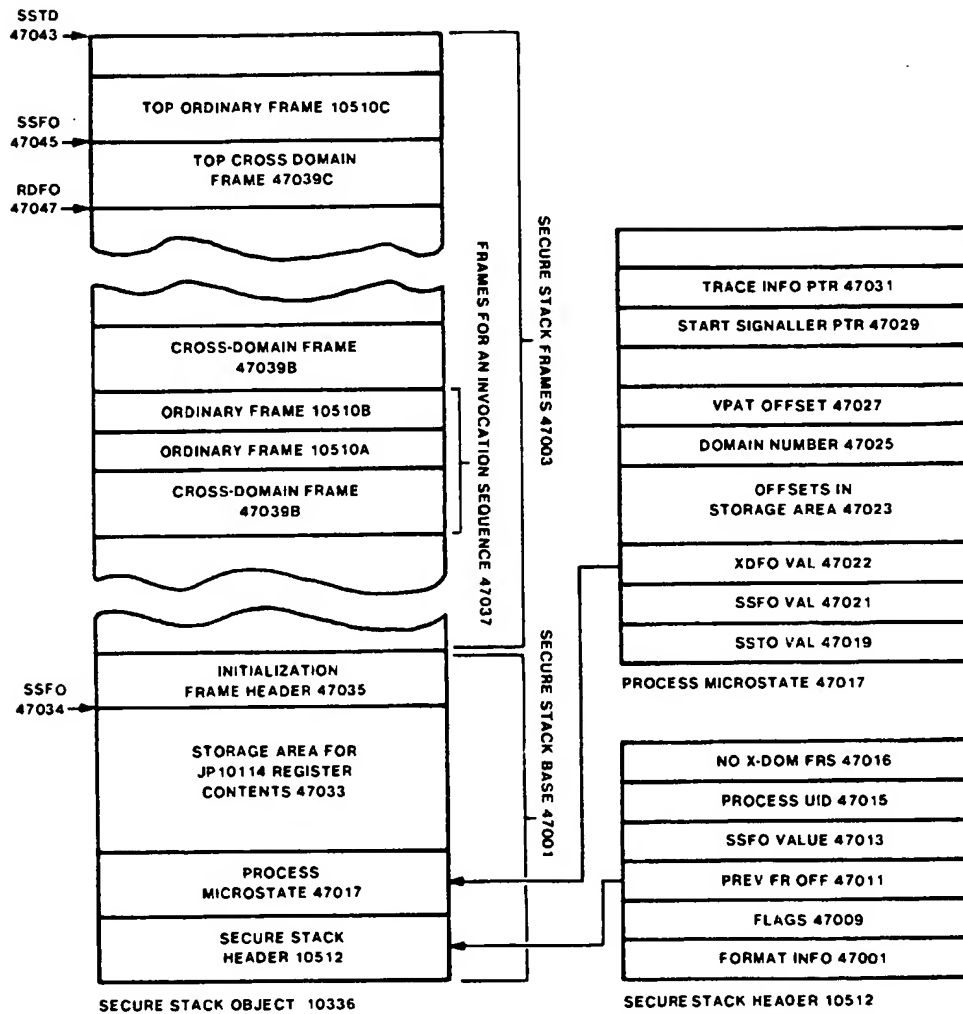 SSTD
47043
TOP ORDINARY FRAME 10510C
SSFO
47045
TOP CROSS DOMAIN
FRAME 47039C
RDFO
47047
CROSS-DOMAIN FRAME
47039B
ORDINARY FRAME 10510B
ORDINARY FRAME 10510A
CROSS-DOMAIN FRAME
47039B
FRAMES FOR AN INVOCATION SEQUENCE 47037
SECURE STACK FRAMES 47003
INITIALIZATION
FRAME HEADER 47035
SSFO
47034
STORAGE AREA FOR
JP10114 REGISTER
CONTENTS 47033
PROCESS
MICROSTATE 47017
SECURE STACK
HEADER 10512
SECURE STACK BASE 47001
SECURE STACK OBJECT 10336
TRACE INFO PTR 47031
START SIGNALLER PTR 47029
VPAT OFFSET 47027
DOMAIN NUMBER 47025
OFFSETS IN
STORAGE AREA 47023
XDFO VAL 47022
SSFO VAL 47021
SSTO VAL 47019
PROCESS MICROSTATE 47017
NO X-DOM FRS 47016
PROCESS UID 47015
SSFO VALUE 47013
PREV FR OFF 47011
FLAGS 47009
FORMAT INFO 47001
SECURE STACK HEADER 10512